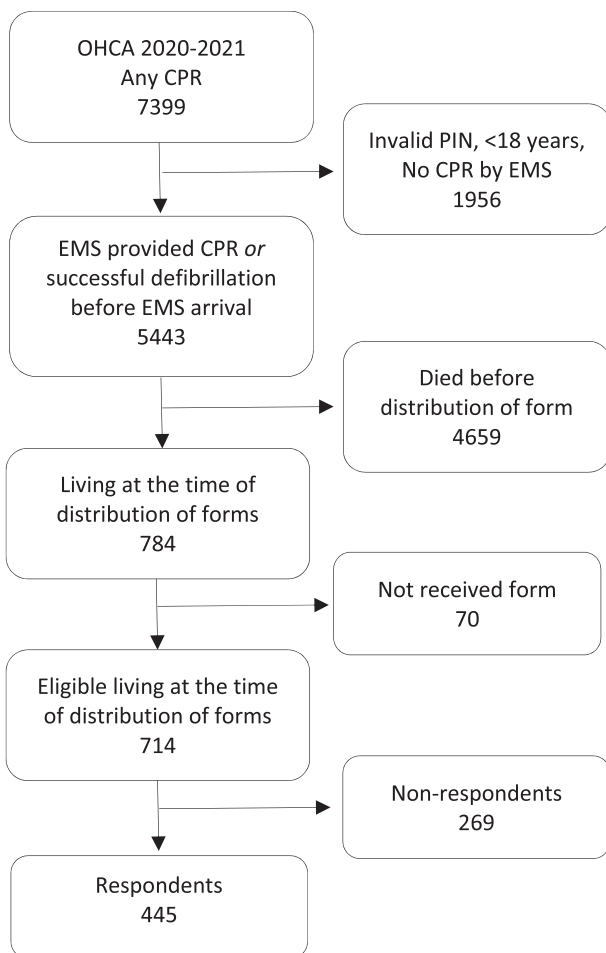 OHCA 2020-2021
Any CPR
7399
Invalid PIN, <18 years,
No CPR by EMS
1956
EMS provided CPR or
successful defibrillation
before EMS arrival
5443
Died before
distribution of form
4659
Living at the time of
distribution of forms
784
Not received form
70
Eligible living at the time
of distribution of forms
714
Non-respondents
269
Respondents
445